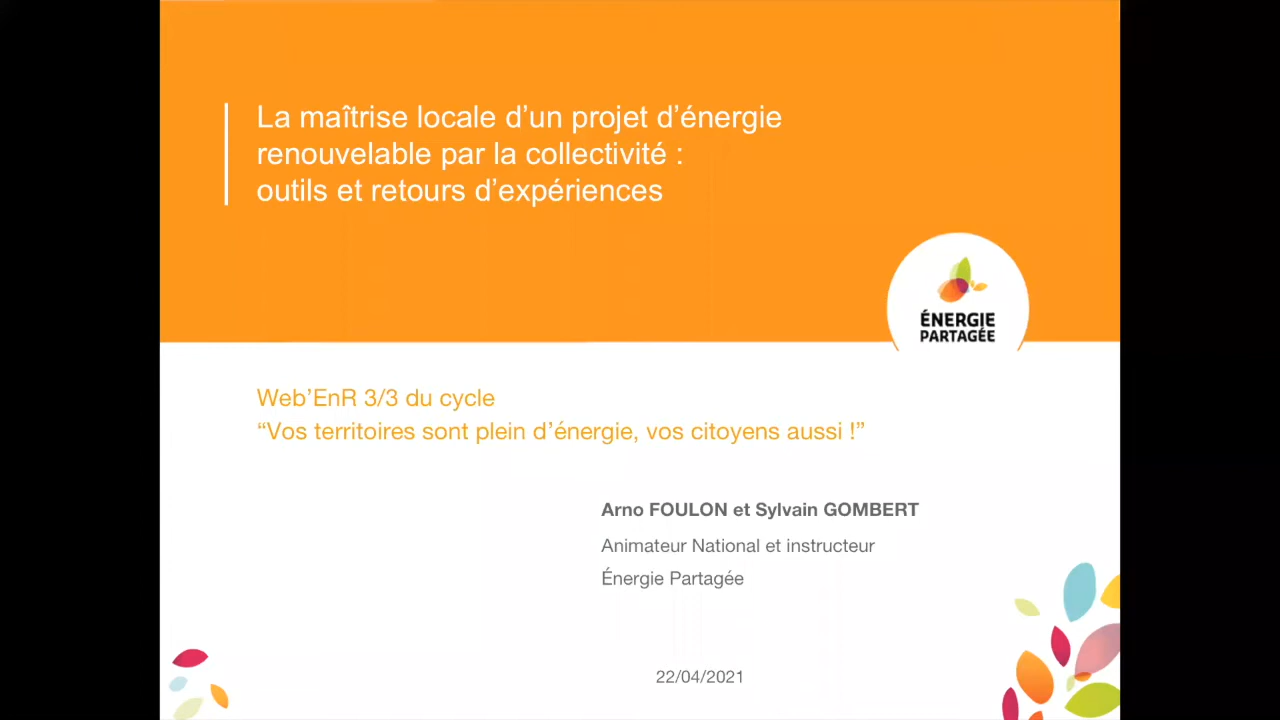 La maîtrise locale d’un projet d’énergie
renouvelable par la collectivité :
outils et retours d’expériences
ÉNERGIE
PARTAGÉE
Web’EnR 3/3 du cycle
“Vos territoires sont plein d’énergie, vos citoyens aussi !”
Arno FOULON et Sylvain GOMBERT
Animateur National et instructeur
Énergie Partagée
22/04/2021